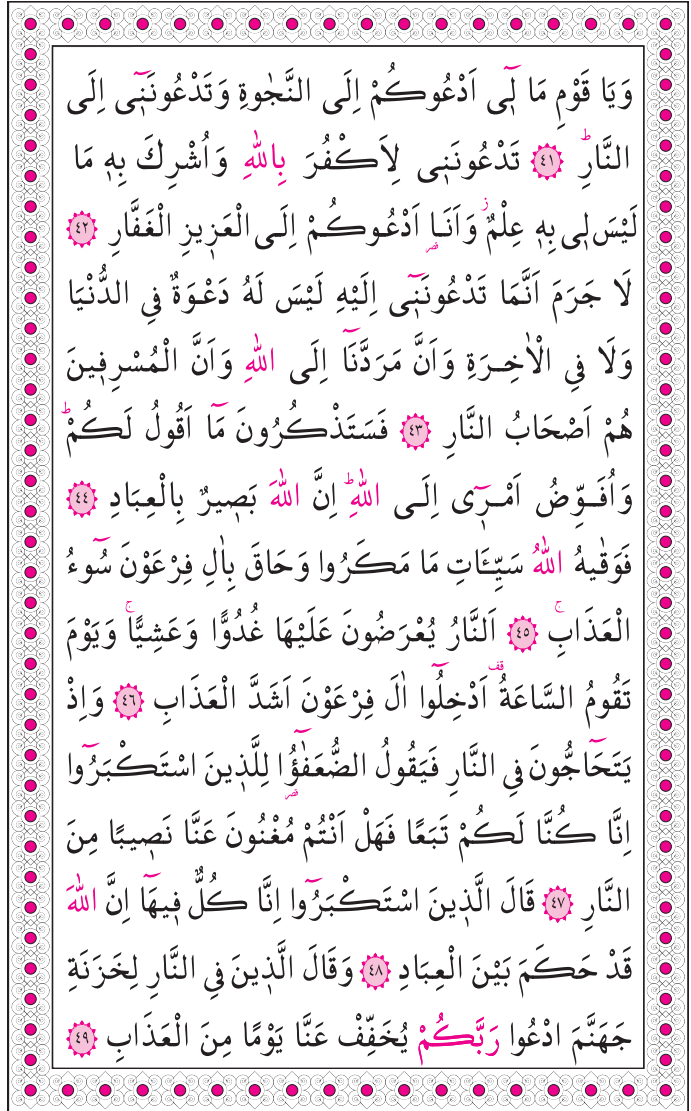 وَيَا قَوْمِ مَا ل۪ٓي اَدْعُوكُمْ اِلَى النَّجٰوةِ وَتَدْعُونَن۪ٓي اِلَى
النَّارِۜ ﴿٤١﴾ تَدْعُونَن۪ي لِاَكْفُرَ بِاللّٰهِ وَاُشْرِكَ بِه۪ مَا
لَيْسَ ل۪ي بِه۪ عِلْمٌۘ وَاَنَا۬ اَدْعُوكُمْ اِلَى الْعَز۪يزِ الْغَفَّارِ ﴿٤٢﴾
لَا جَرَمَ اَنَّمَا تَدْعُونَن۪ٓي اِلَيْهِ لَيْسَ لَهُ دَعْوَةٌ فِي الدُّنْيَا
وَلَا فِي الْاٰخِرَةِ وَاَنَّ مَرَدَّنَٓا اِلَى اللّٰهِ وَاَنَّ الْمُسْرِف۪ينَ
هُمْ اَصْحَابُ النَّارِ ﴿٤٣﴾ فَسَتَذْكُرُونَ مَٓا اَقُولُ لَكُمْۜ
وَاُفَوِّضُ اَمْر۪ٓي اِلَى اللّٰهِۜ اِنَّ اللّٰهَ بَص۪يرٌ بِالْعِبَادِ ﴿٤٤﴾
فَوَقٰيهُ اللّٰهُ سَيِّـَٔاتِ مَا مَكَرُوا وَحَاقَ بِاٰلِ فِرْعَوْنَ سُٓوءُ
الْعَذَابِۚ ﴿٤٥﴾ اَلنَّارُ يُعْرَضُونَ عَلَيْهَا غُدُوًّا وَعَشِيًّاۚ وَيَوْمَ
تَقُومُ السَّاعَةُ۠ اَدْخِلُٓوا اٰلَ فِرْعَوْنَ اَشَدَّ الْعَذَابِ ﴿٤٦﴾ وَاِذْ
يَتَحَٓاجُّونَ فِي النَّارِ فَيَقُولُ الضُّعَفٰٓؤُ۬ا لِلَّذ۪ينَ اسْتَكْبَرُٓوا
اِنَّا كُنَّا لَكُمْ تَبَعًا فَهَلْ اَنْتُمْ مُغْنُونَ عَنَّا نَص۪يبًا مِنَ
النَّارِ ﴿٤٧﴾ قَالَ الَّذ۪ينَ اسْتَكْبَرُٓوا اِنَّا كُلٌّ ف۪يهَٓا اِنَّ اللّٰهَ
قَدْ حَكَمَ بَيْنَ الْعِبَادِ ﴿٤٨﴾ وَقَالَ الَّذ۪ينَ فِي النَّارِ لِخَزَنَةِ
جَهَنَّمَ ادْعُوا رَبَّكُمْ يُخَفِّفْ عَنَّا يَوْمًا مِنَ الْعَذَابِ ﴿٤٩﴾